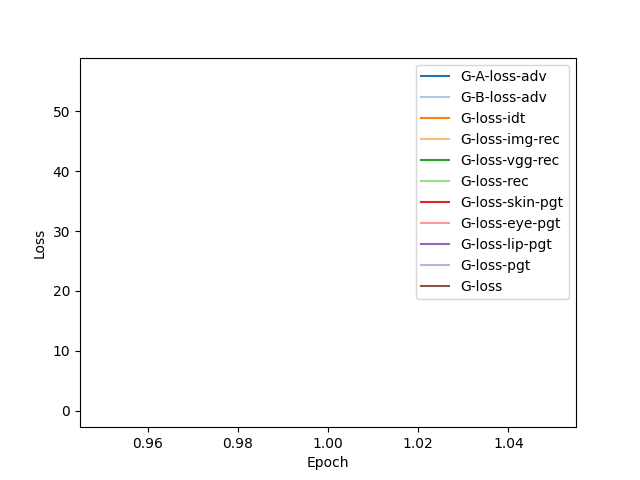 G-A-loss-adv
G-B-loss-adv
G-loss-idt
G-loss-img-rec
G-loss-vgg-rec
G-loss-rec
G-loss-skin-pgt
G-loss-eye-pgt
G-loss-lip-pgt
G-loss-pgt
G-loss
50
40
30
20
10
0
Loss
0.96 0.98 1.00 1.02 1.04
Epoch